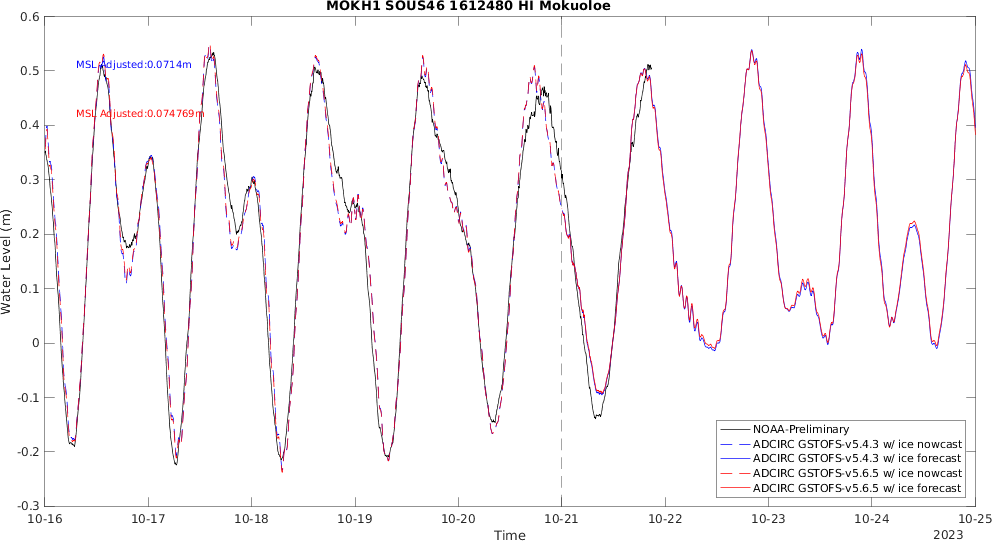 MOKH1 SOUS46 1612480 HI Mokuoloe
0.6
0.5
0.4
0.3
0.2
0.1
0
-0.1
-0.2
-0.3
Water Level (m)
MSL Adjusted:0.0714m
MSL Adjusted:0.074769m
NOAA-Preliminary
ADCIRC GSTOFS-v5.4.3 w/ ice nowcast
ADCIRC GSTOFS-v5.4.3 w/ ice forecast
ADCIRC GSTOFS-v5.6.5 w/ ice nowcast
ADCIRC GSTOFS-v5.6.5 w/ ice forecast
10-16 10-17 10-18 10-19 10-20 10-21 10-22 10-23 10-24 10-25
Time
2023